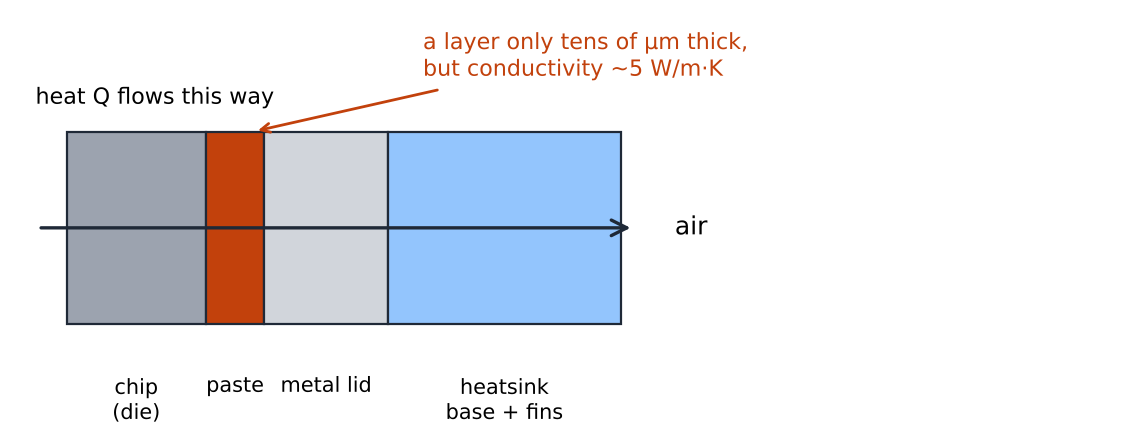 a layer only tens of µm thick,
but conductivity ~5 W/m·K
heat Q flows this way
air
chip
(die)
paste
metal lid
heatsink
base + fins